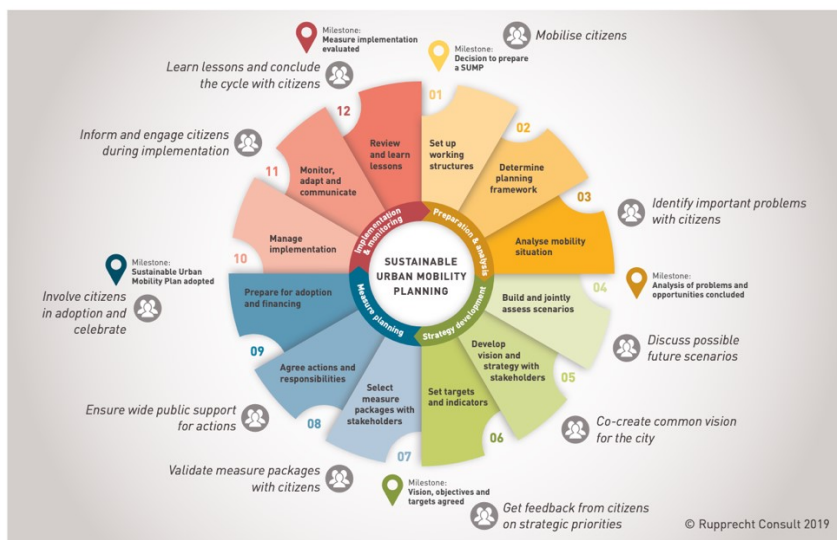 SUSTAINABLE
URBAN MOBILITY
PLANNING
Preparation & analysis
Strategy development
Measure planning
Implementation
& monitoring
Milestone:
Decision to prepare
a SUMP
Mobilise citizens
01
Set up
working
structures
02
Determine
planning
framework
03
Analyse mobility
situation
Identify important problems
with citizens
Milestone:
Analysis of problems and
opportunities concluded
04
Build and jointly
assess scenarios
Discuss possible
future scenarios
05
Develop
vision and
strategy with
stakeholders
Co-create common vision
for the city
06
Set targets
and indicators
Get feedback from citizens
on strategic priorities
Milestone:
Vision, objectives and
targets agreed
07
Select
measure
packages with
stakeholders
Validate measure packages
with citizens
08
Agree actions and
responsibilities
Ensure wide public support
for actions
09
Prepare for adoption
and financing
Involve citizens
in adoption and
celebrate
Milestone:
Sustainable Urban
Mobility Plan adopted
10
Manage
implementation
11
Monitor,
adapt and
communicate
Inform and engage citizens
during implementation
12
Review
and learn
lessons
Learn lessons and conclude
the cycle with citizens
Milestone:
Measure implementation
evaluated
© Rupprecht Consult 2019